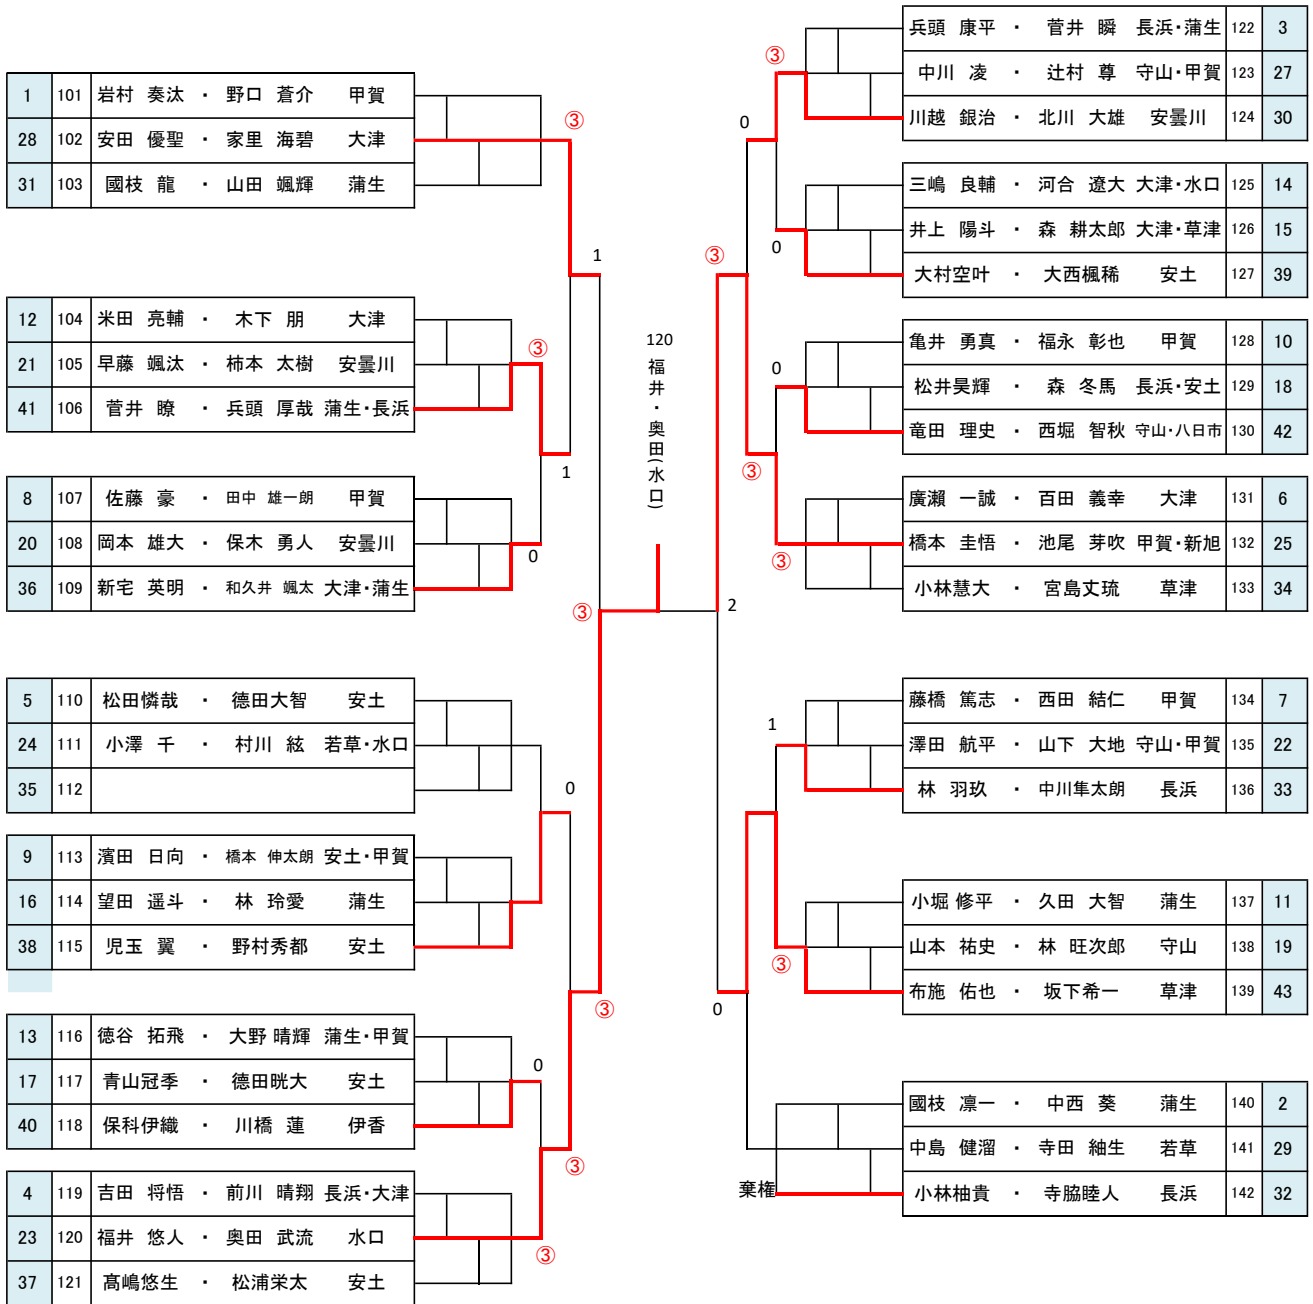 1 101 岩村 奏汰 ・ 野口 蒼介 甲賀
28 102 安田 優聖 ・ 家里 海碧 大津
31 103 國枝 龍 ・ 山田 颯輝 蒲生
12 104 米田 亮輔 ・ 木下 朋 大津
21 105 早藤 颯汰 ・ 柿本 太樹 安曇川
41 106 菅井 瞭 ・ 兵頭 厚哉 蒲生・長浜
8 107 佐藤 豪 ・ 田中 雄一朗 甲賀
20 108 岡本 雄大 ・ 保木 勇人 安曇川
36 109 新宅 英明 ・ 和久井 颯太 大津・蒲生
5 110 松田憐哉 ・ 德田大智 安土
24 111 小澤 千 ・ 村川 紘 若草・水口
35 112
9 113 濱田 日向 ・ 橋本 伸太朗 安土・甲賀
16 114 望田 遥斗 ・ 林 玲愛 蒲生
38 115 児玉 翼 ・ 野村秀都 安土
13 116 徳谷 拓飛 ・ 大野 晴輝 蒲生・甲賀
17 117 青山冠季 ・ 德田晄大 安土
40 118 保科伊織 ・ 川橋 蓮 伊香
4 119 吉田 将悟 ・ 前川 晴翔 長浜・大津
23 120 福井 悠人 ・ 奥田 武流 水口
37 121 髙嶋悠生 ・ 松浦栄太 安土
③
1
③
1
0
③
0
③
0
③
③
120
福井・奥田(水口)
③
0
③
0
0
③
③
2
1
③
0
棄権
兵頭 康平 ・ 菅井 瞬 長浜・蒲生 122 3
中川 凌 ・ 辻村 尊 守山・甲賀 123 27
川越 銀治 ・ 北川 大雄 安曇川 124 30
三嶋 良輔 ・ 河合 遼大 大津・水口 125 14
井上 陽斗 ・ 森 耕太郎 大津・草津 126 15
大村空叶 ・ 大西楓稀 安土 127 39
亀井 勇真 ・ 福永 彰也 甲賀 128 10
松井昊輝 ・ 森 冬馬 長浜・安土 129 18
竜田 理史 ・ 西堀 智秋 守山・八日市 130 42
廣瀬 一誠 ・ 百田 義幸 大津 131 6
橋本 圭悟 ・ 池尾 芽吹 甲賀・新旭 132 25
小林慧大 ・ 宮島丈琉 草津 133 34
藤橋 篤志 ・ 西田 結仁 甲賀 134 7
澤田 航平 ・ 山下 大地 守山・甲賀 135 22
林 羽玖 ・ 中川隼太朗 長浜 136 33
小堀 修平 ・ 久田 大智 蒲生 137 11
山本 祐史 ・ 林 旺次郎 守山 138 19
布施 佑也 ・ 坂下希一 草津 139 43
國枝 凛一 ・ 中西 葵 蒲生 140 2
中島 健溜 ・ 寺田 紬生 若草 141 29
小林柚貴 ・ 寺脇睦人 長浜 142 32